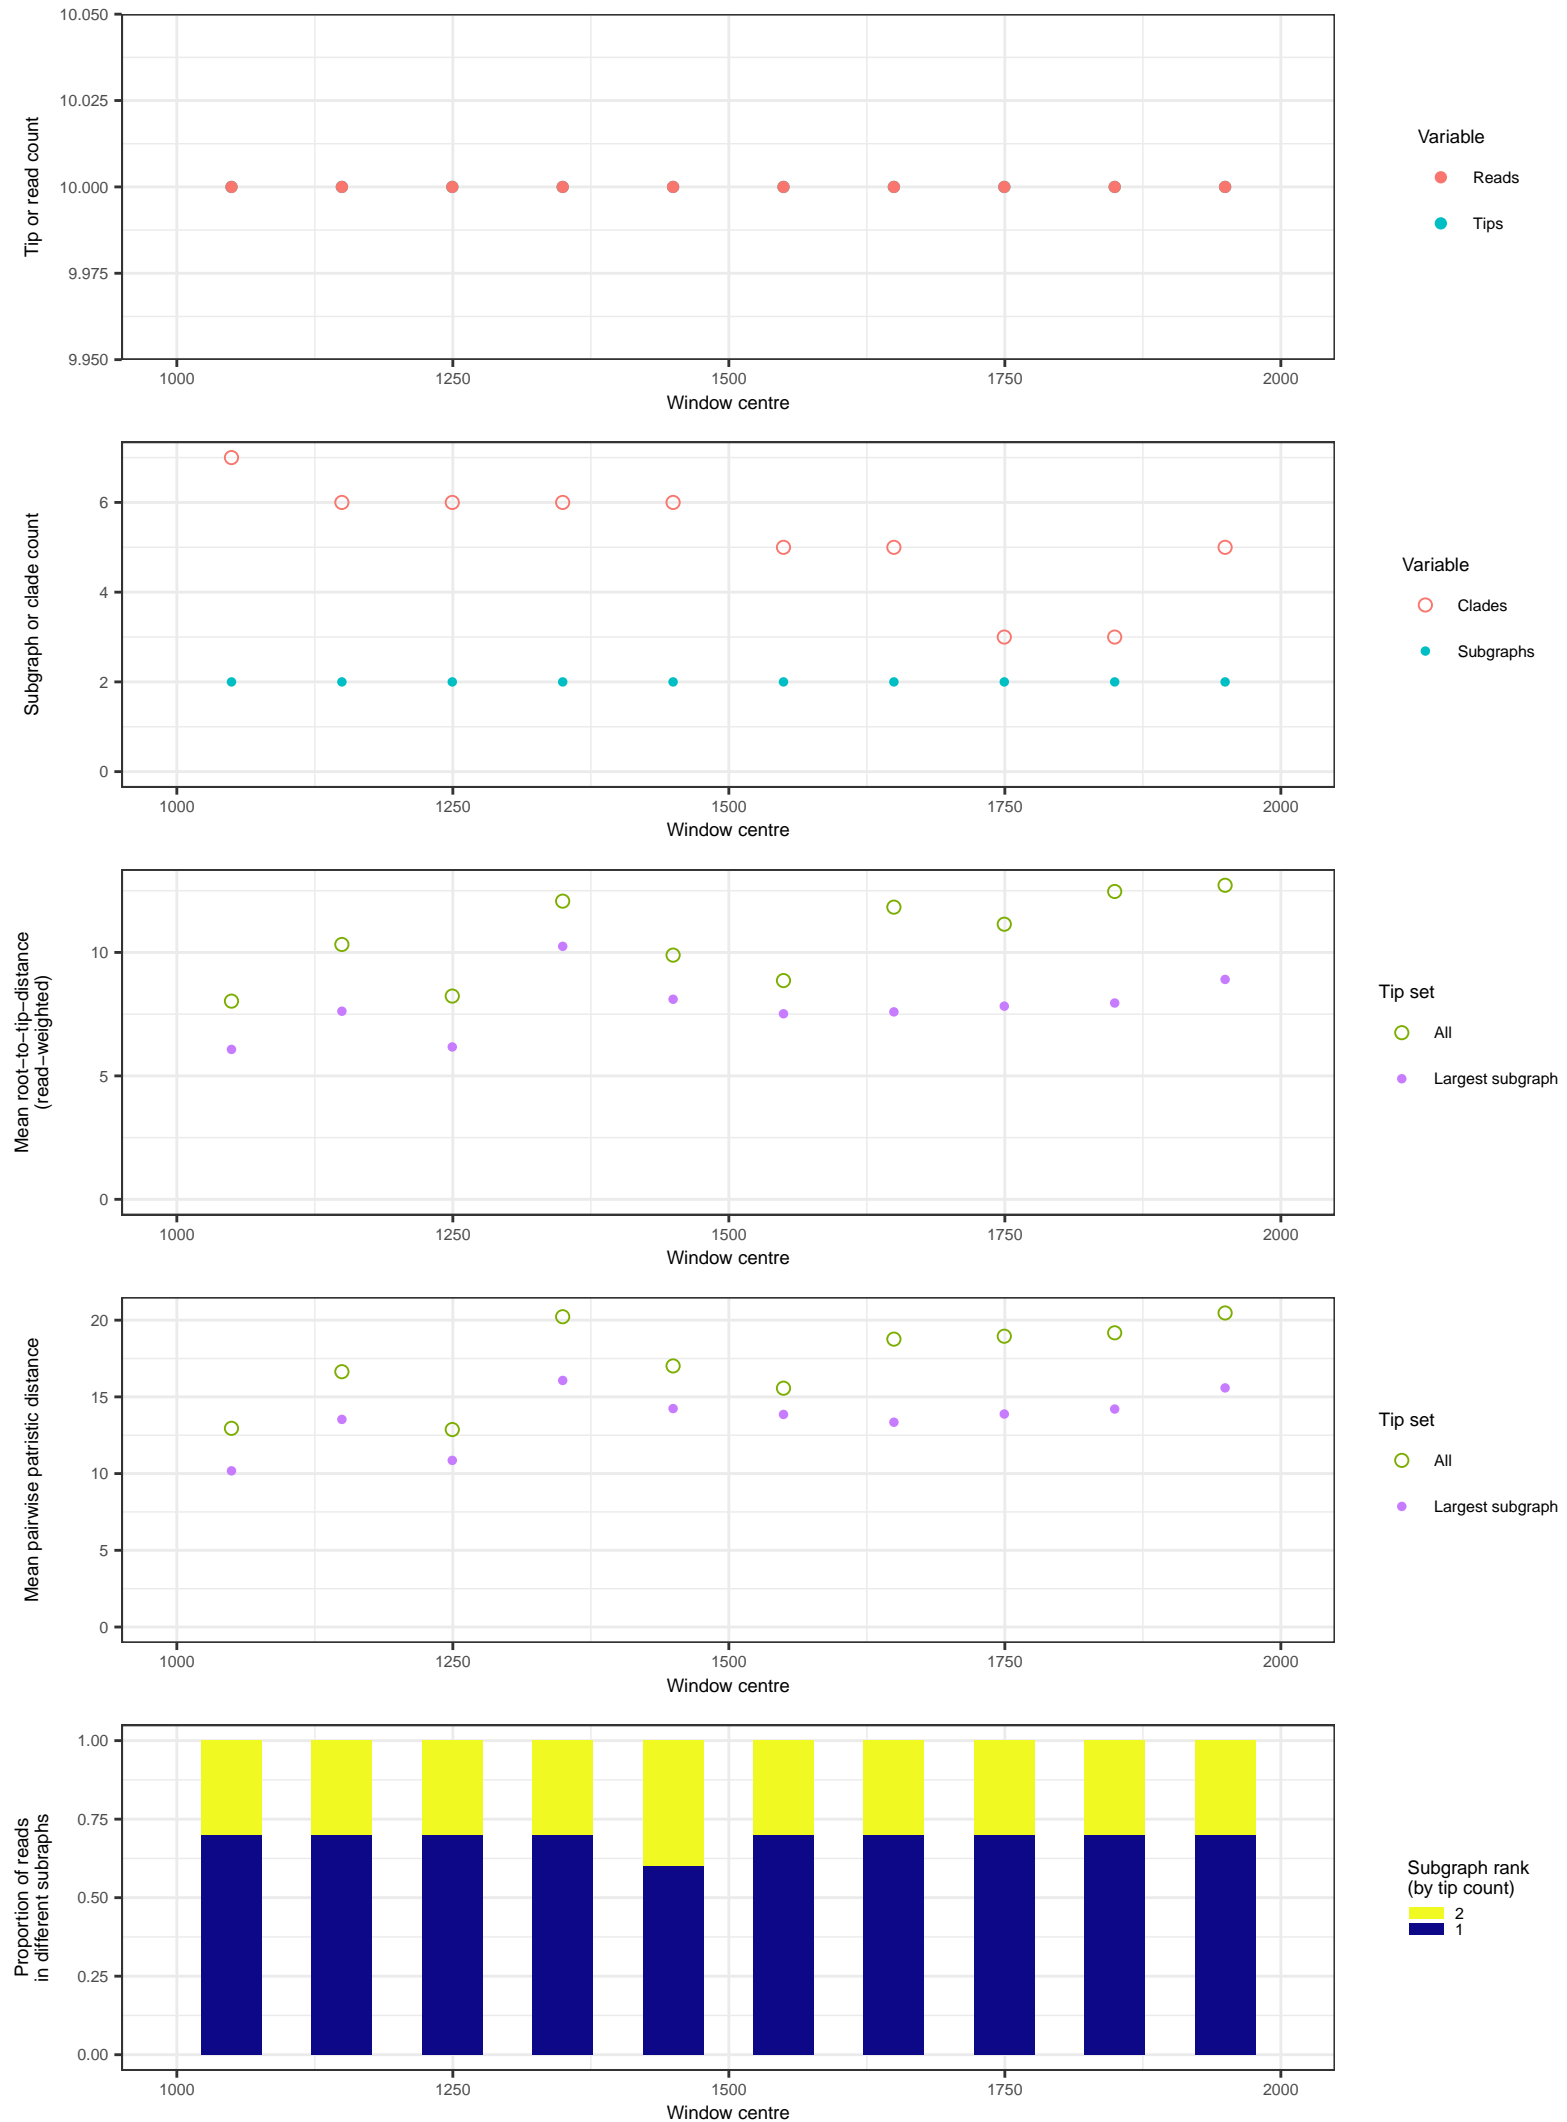 10.050
10.025
10.000
9.975
9.950
Tip or read count
1000 1250 1500 1750 2000
Window centre
Variable
Reads
Tips
6
4
2
0
Subgraph or clade count
1000 1250 1500 1750 2000
Window centre
Variable
Clades
Subgraphs
10
5
0
Mean root−to−tip−distance
(read−weighted)
1000 1250 1500 1750 2000
Window centre
Tip set
All
Largest subgraph
20
15
10
5
0
Mean pairwise patristic distance
1000 1250 1500 1750 2000
Window centre
Tip set
All
Largest subgraph
1.00
0.75
0.50
0.25
0.00
Proportion of reads
in different subraphs
1000 1250 1500 1750 2000
Window centre
Subgraph rank
(by tip count)
2
1